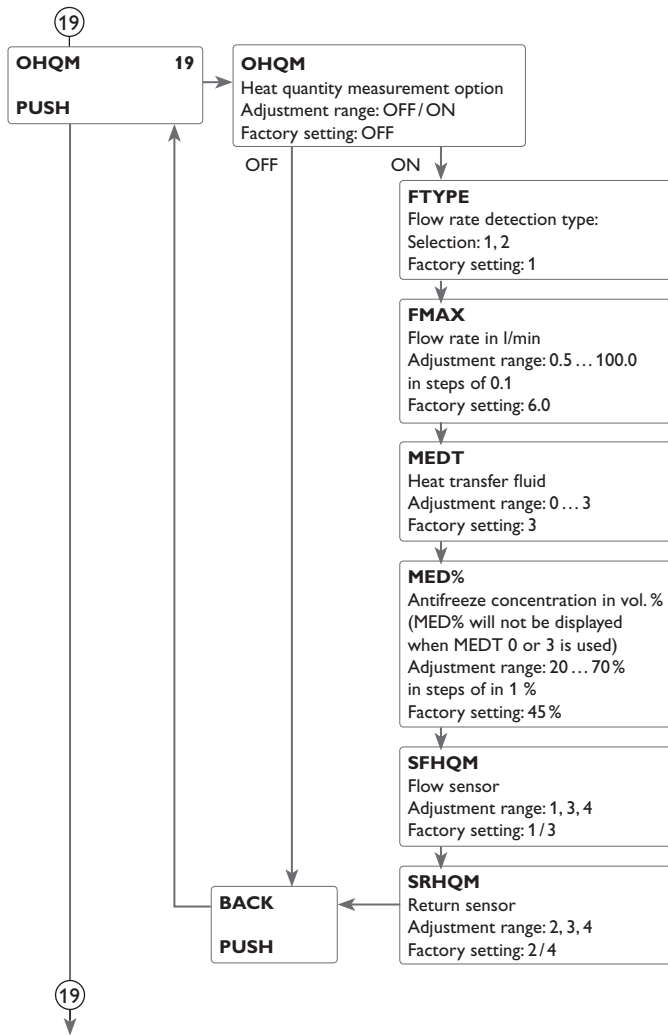 19
OHQM 19
PUSH
OHQM
Heat quantity measurement option
Adjustment range: OFF/ON
Factory setting: OFF
OFF
ON
FTYPE
Flow rate detection type:
Selection: 1, 2
Factory setting: 1
FMAX
Flow rate in l/min
Adjustment range: 0.5 ... 100.0
in steps of 0.1
Factory setting: 6.0
MEDT
Heat transfer fluid
Adjustment range: 0 ... 3
Factory setting: 3
MED%
Antifreeze concentration in vol. %
(MED% will not be displayed
when MEDT 0 or 3 is used)
Adjustment range: 20 ... 70%
in steps of in 1 %
Factory setting: 45%
SFHQM
Flow sensor
Adjustment range: 1, 3, 4
Factory setting: 1/3
SRHQM
Return sensor
Adjustment range: 2, 3, 4
Factory setting: 2/4
BACK
PUSH
19